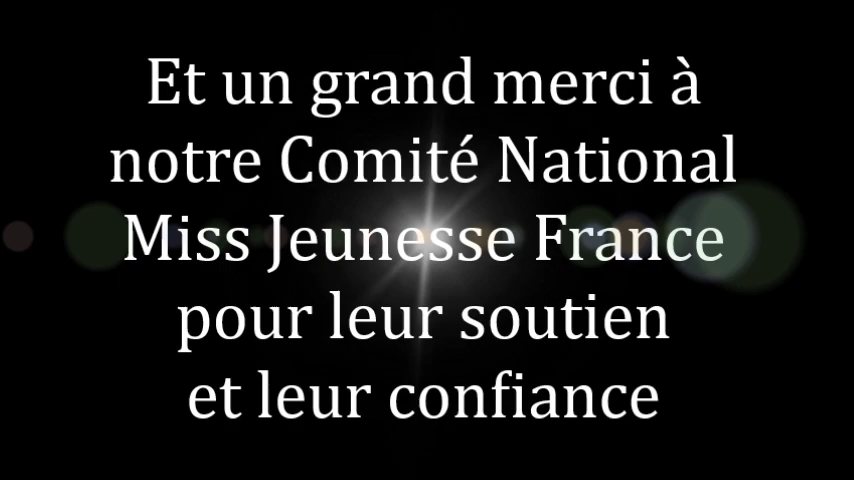 Et un grand merci à
notre Comité National
Miss Jeunesse France
pour leur soutien
et leur confiance